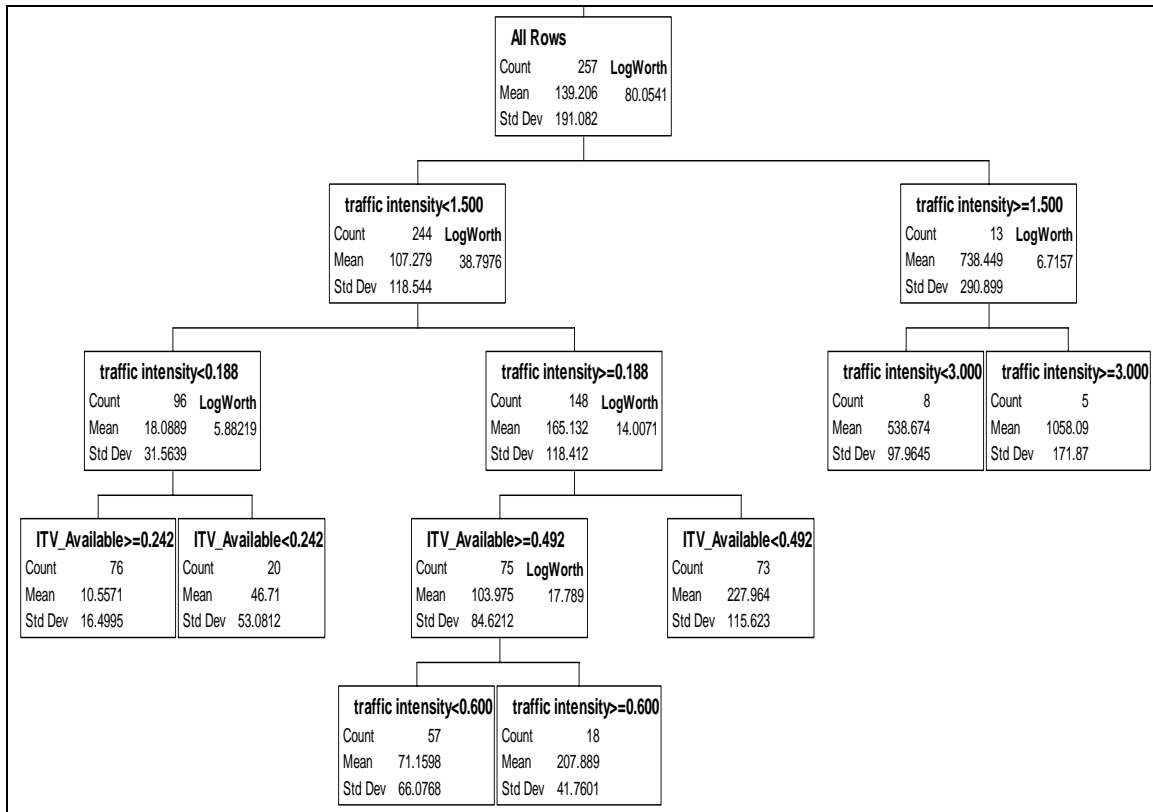 All Rows
Count 257 LogWorth
Mean 139.206 80.0541
Std Dev 191.082
traffic intensity<1.500
Count 244 LogWorth
Mean 107.279 38.7976
Std Dev 118.544
traffic intensity>=1.500
Count 13 LogWorth
Mean 738.449 6.7157
Std Dev 290.899
traffic intensity<0.188
Count 96 LogWorth
Mean 18.0889 5.88219
Std Dev 31.5639
traffic intensity>=0.188
Count 148 LogWorth
Mean 165.132 14.0071
Std Dev 118.412
traffic intensity<3.000
Count 8
Mean 538.674
Std Dev 97.9645
traffic intensity>=3.000
Count 5
Mean 1058.09
Std Dev 171.87
ITV_Available>=0.242
Count 76
Mean 10.5571
Std Dev 16.4995
ITV_Available<0.242
Count 20
Mean 46.71
Std Dev 53.0812
ITV_Available>=0.492
Count 75 LogWorth
Mean 103.975 17.789
Std Dev 84.6212
ITV_Available<0.492
Count 73
Mean 227.964
Std Dev 115.623
traffic intensity<0.600
Count 57
Mean 71.1598
Std Dev 66.0768
traffic intensity>=0.600
Count 18
Mean 207.889
Std Dev 41.7601